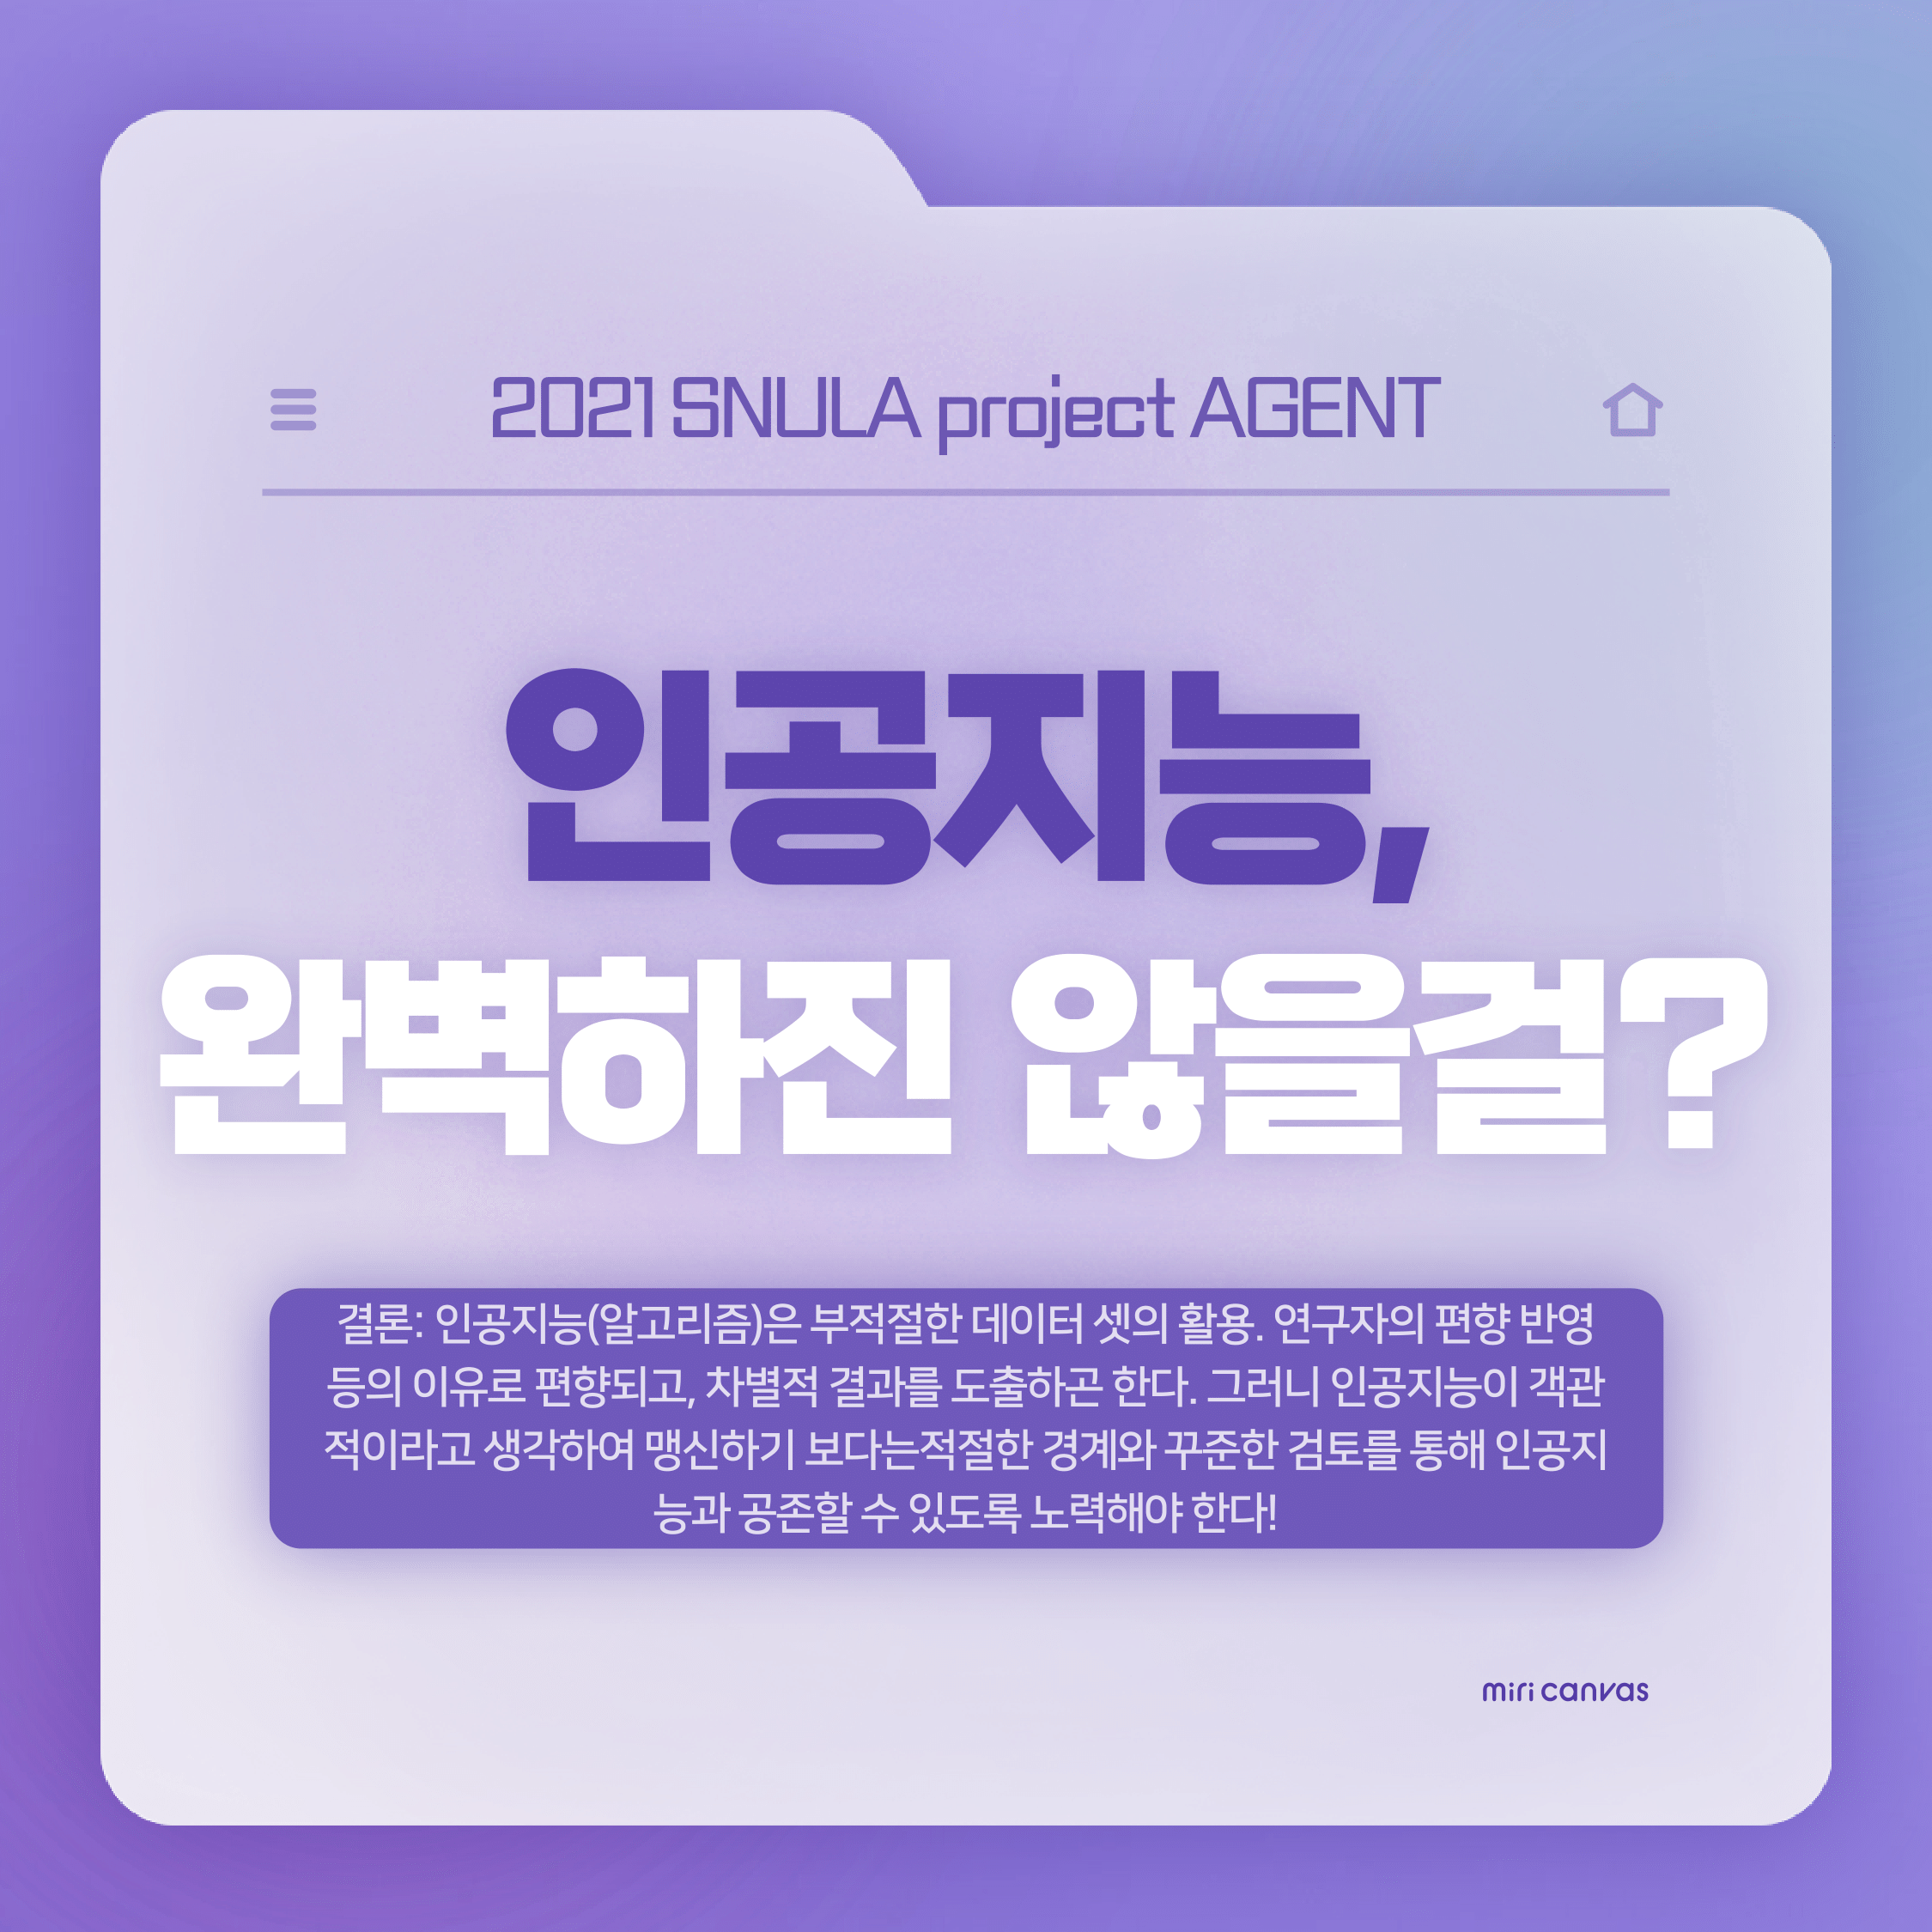 2021 SNULA project AGENT
인공지능,
완벽하진 않을걸?
결론: 인공지능(알고리즘)은 부적절한 데이터 셋의 활용. 연구자의 편향 반영
등의 이유로 편향되고, 차별적 결과를 도출하곤 한다. 그러니 인공지능이 객관
적이라고 생각하여 맹신하기 보다는적절한 경계와 꾸준한 검토를 통해 인공지
능과 공존할 수 있도록 노력해야 한다!
miri canvas